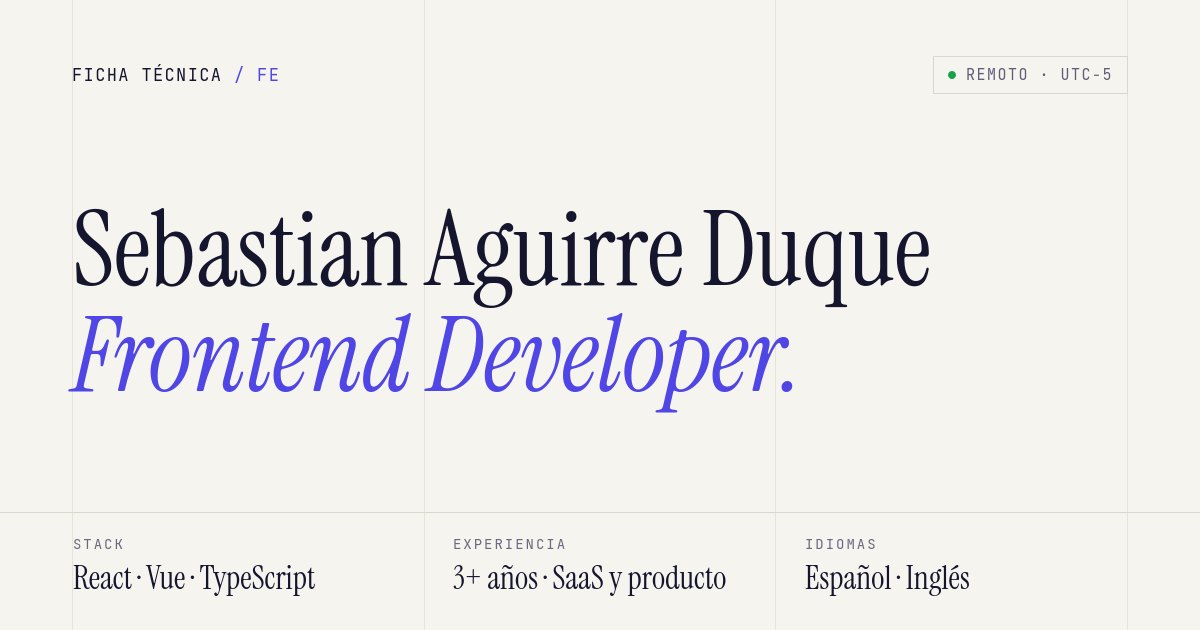 FICHA TÉCNICA / FE
REMOTO · UTC-5
Sebastian Aguirre Duque
Frontend Developer.
STACK
React · Vue · TypeScript
EXPERIENCIA
3+ años · SaaS y producto
IDIOMAS
Español · Inglés